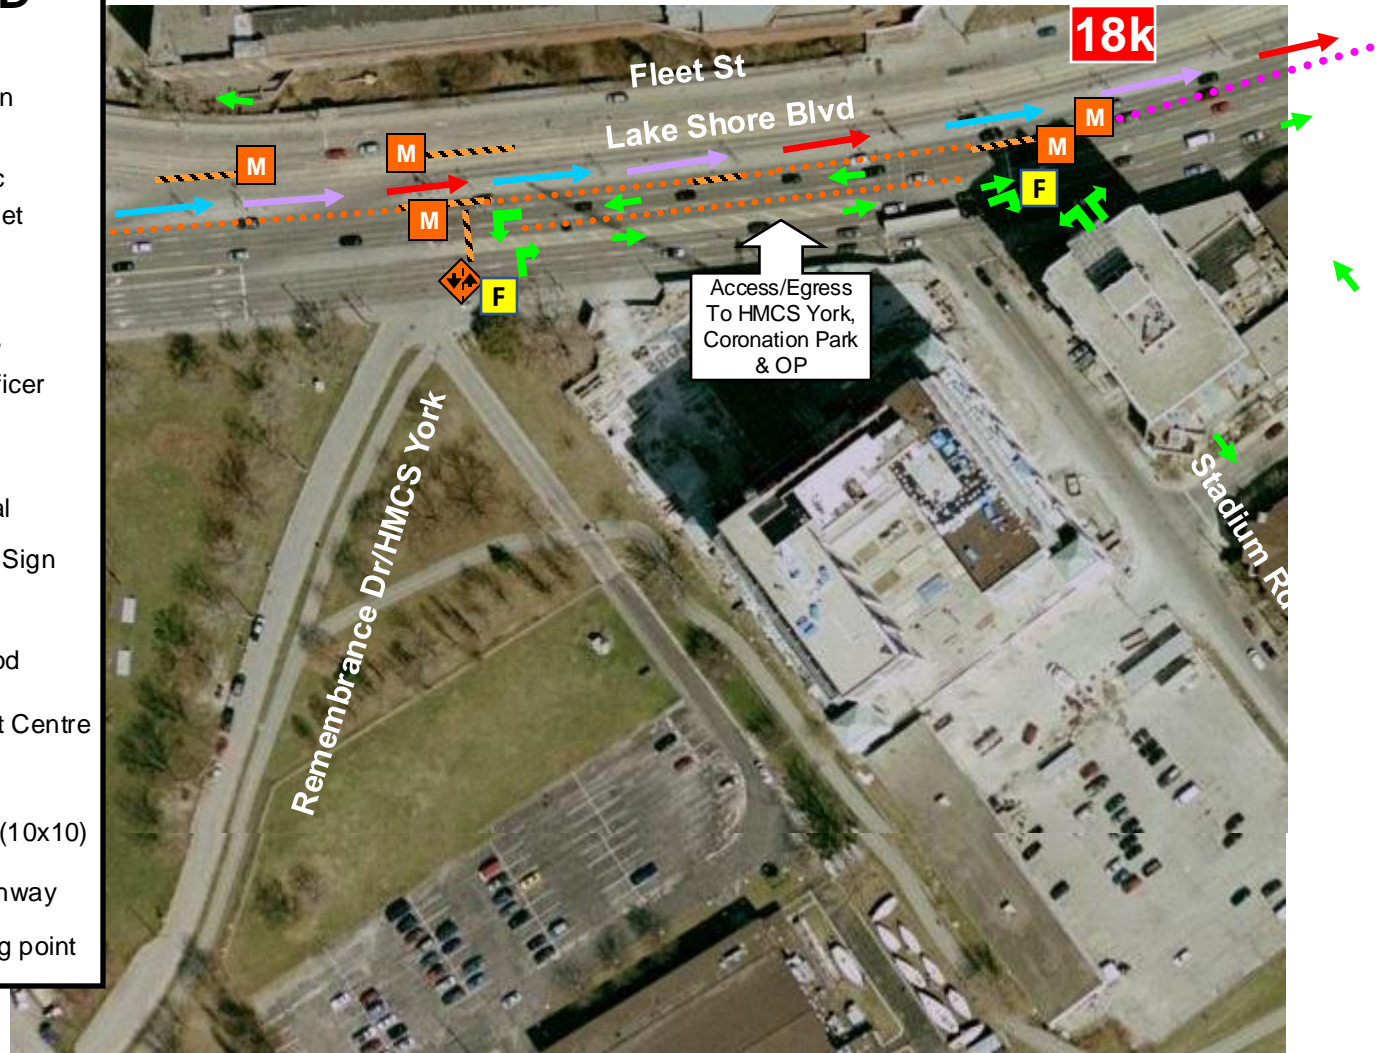 D
n
c
et
s
ficer
al
Sign
od
t Centre
(10x10)
nway
g point
18k
Fleet St
Lake Shore Blvd
M
M
M
M
M
F
F
Access/Egress
To HMCS York,
Coronation Park
& OP
Remembrance Dr/HMCS York
Stadium Rd